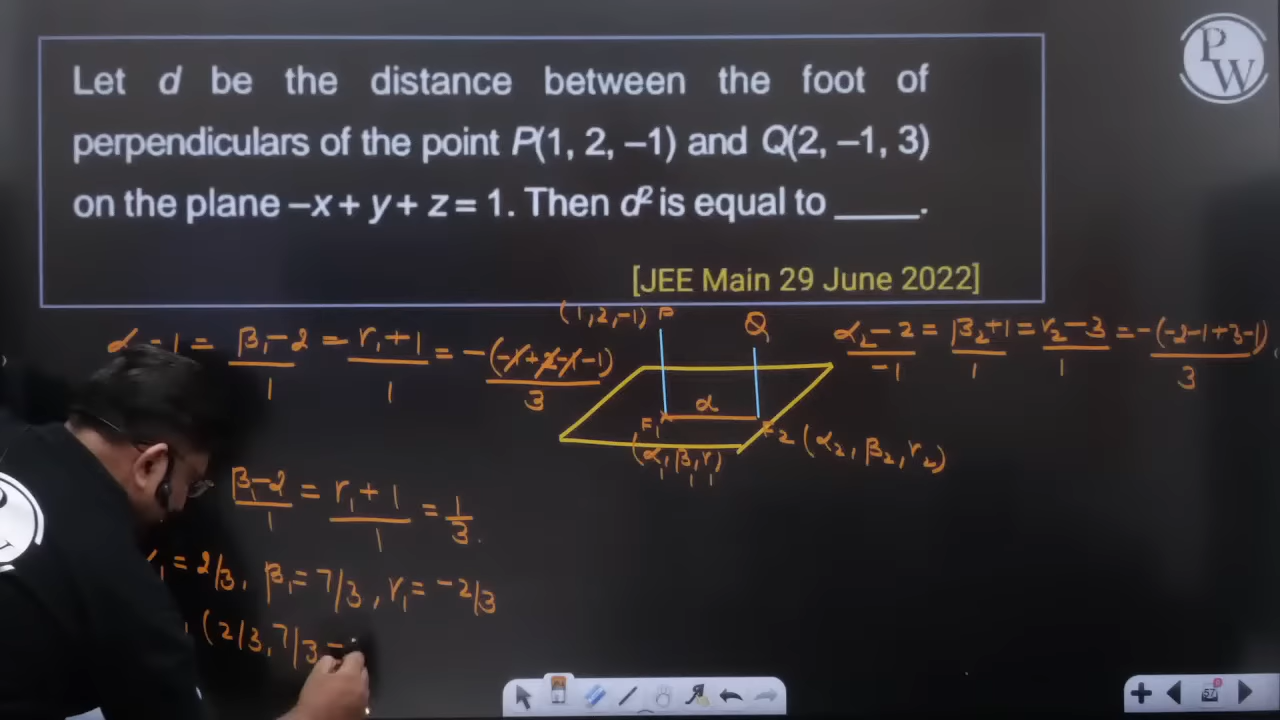 Let d be the distance between the foot of
perpendiculars of the point P(1, 2, –1) and Q(2, –1, 3)
on the plane –x + y + z = 1. Then d² is equal to ____.
[JEE Main 29 June 2022]
PW
(1,2,-1) P
Q
α₁-1 = β₁-2/1 = r₁+1/1 = -(-1+2-1-1)/3
α₂-2/-1 = β₂+1/1 = r₂-3/1 = -(-2-1+3-1)/3
α
F₁
(α₁,β₁,r₁)
F2 (α₂, β₂, r₂)
β₁-2/1 = r₁+1/1 = 1/3.
= 2/3, β₁ = 7/3, r₁ = -2/3
(2/3, 7/3 -
57